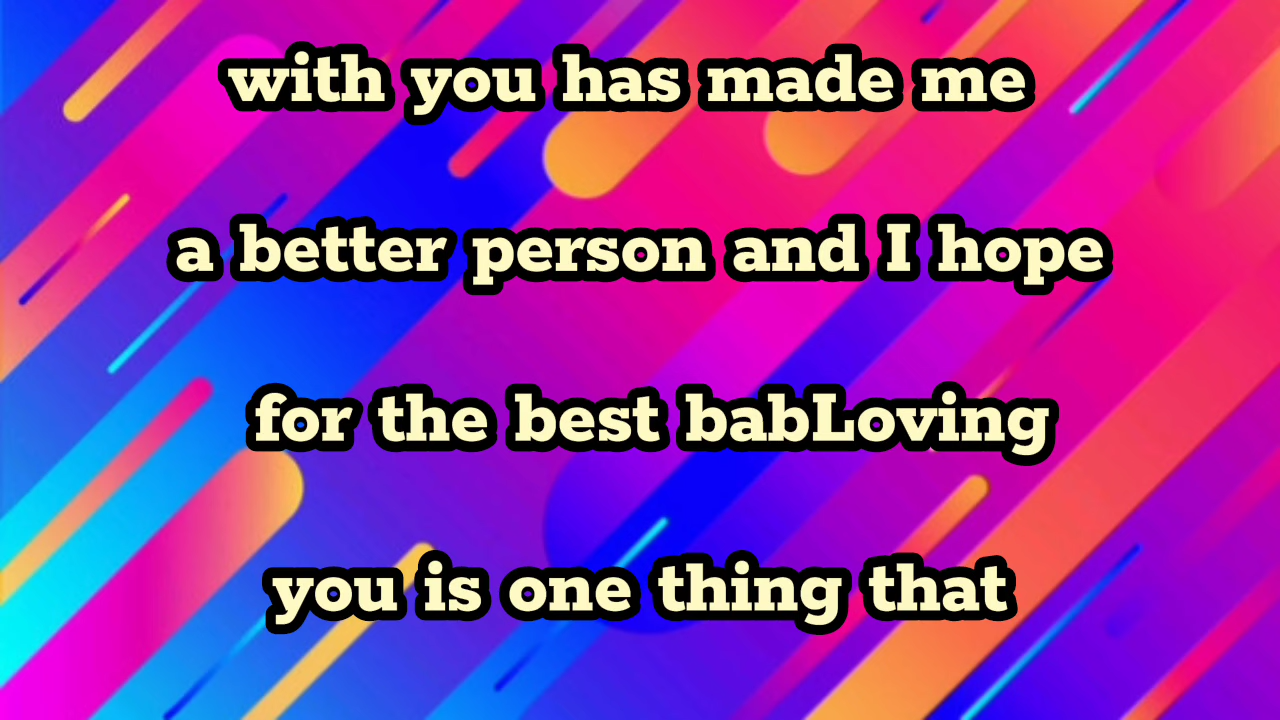 with you has made me
a better person and I hope
for the best babLoving
you is one thing that